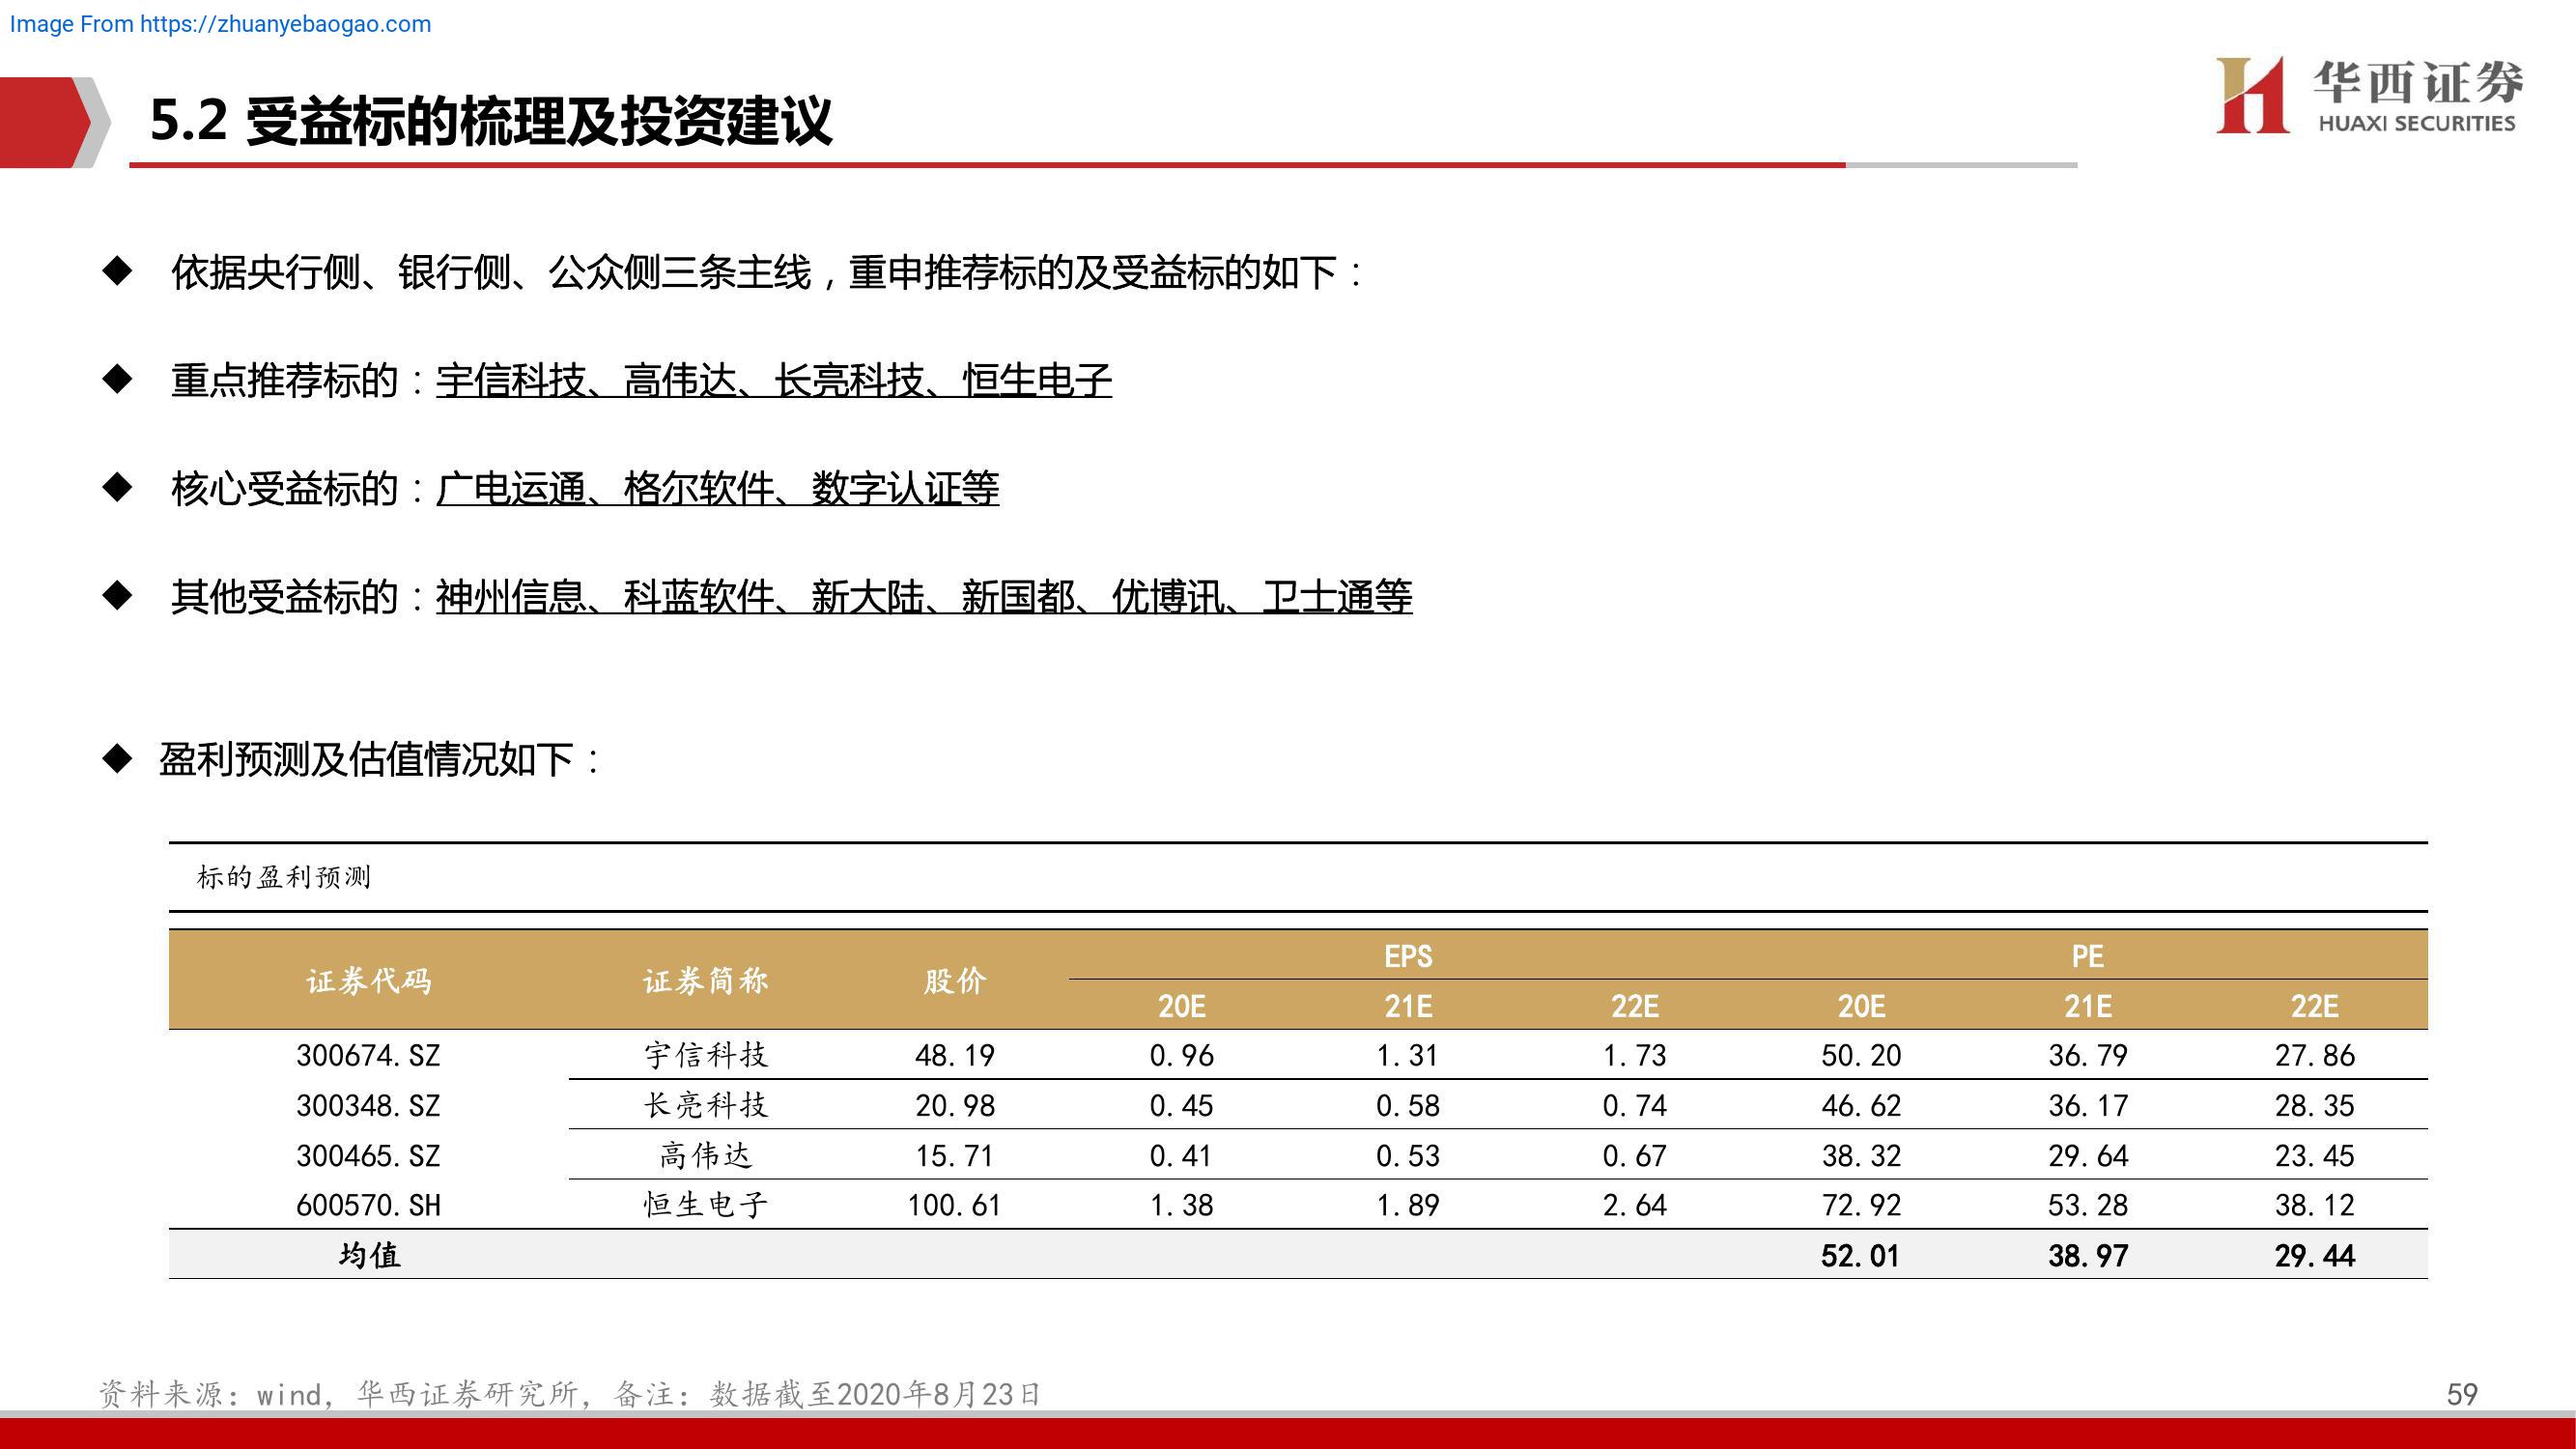 Image From https://zhuanyebaogao.com
5.2 受益标的梳理及投资建议
华西证券
HUAXI SECURITIES
◆ 依据央行侧、银行侧、公众侧三条主线，重申推荐标的及受益标的如下：
◆ 重点推荐标的：宇信科技、高伟达、长亮科技、恒生电子
◆ 核心受益标的：广电运通、格尔软件、数字认证等
◆ 其他受益标的：神州信息、科蓝软件、新大陆、新国都、优博讯、卫士通等
◆ 盈利预测及估值情况如下：
标的盈利预测
证券代码 证券简称 股价 EPS PE
20E 21E 22E 20E 21E 22E
300674.SZ 宇信科技 48.19 0.96 1.31 1.73 50.20 36.79 27.86
300348.SZ 长亮科技 20.98 0.45 0.58 0.74 46.62 36.17 28.35
300465.SZ 高伟达 15.71 0.41 0.53 0.67 38.32 29.64 23.45
600570.SH 恒生电子 100.61 1.38 1.89 2.64 72.92 53.28 38.12
均值 52.01 38.97 29.44
资料来源：wind，华西证券研究所，备注：数据截至2020年8月23日
59